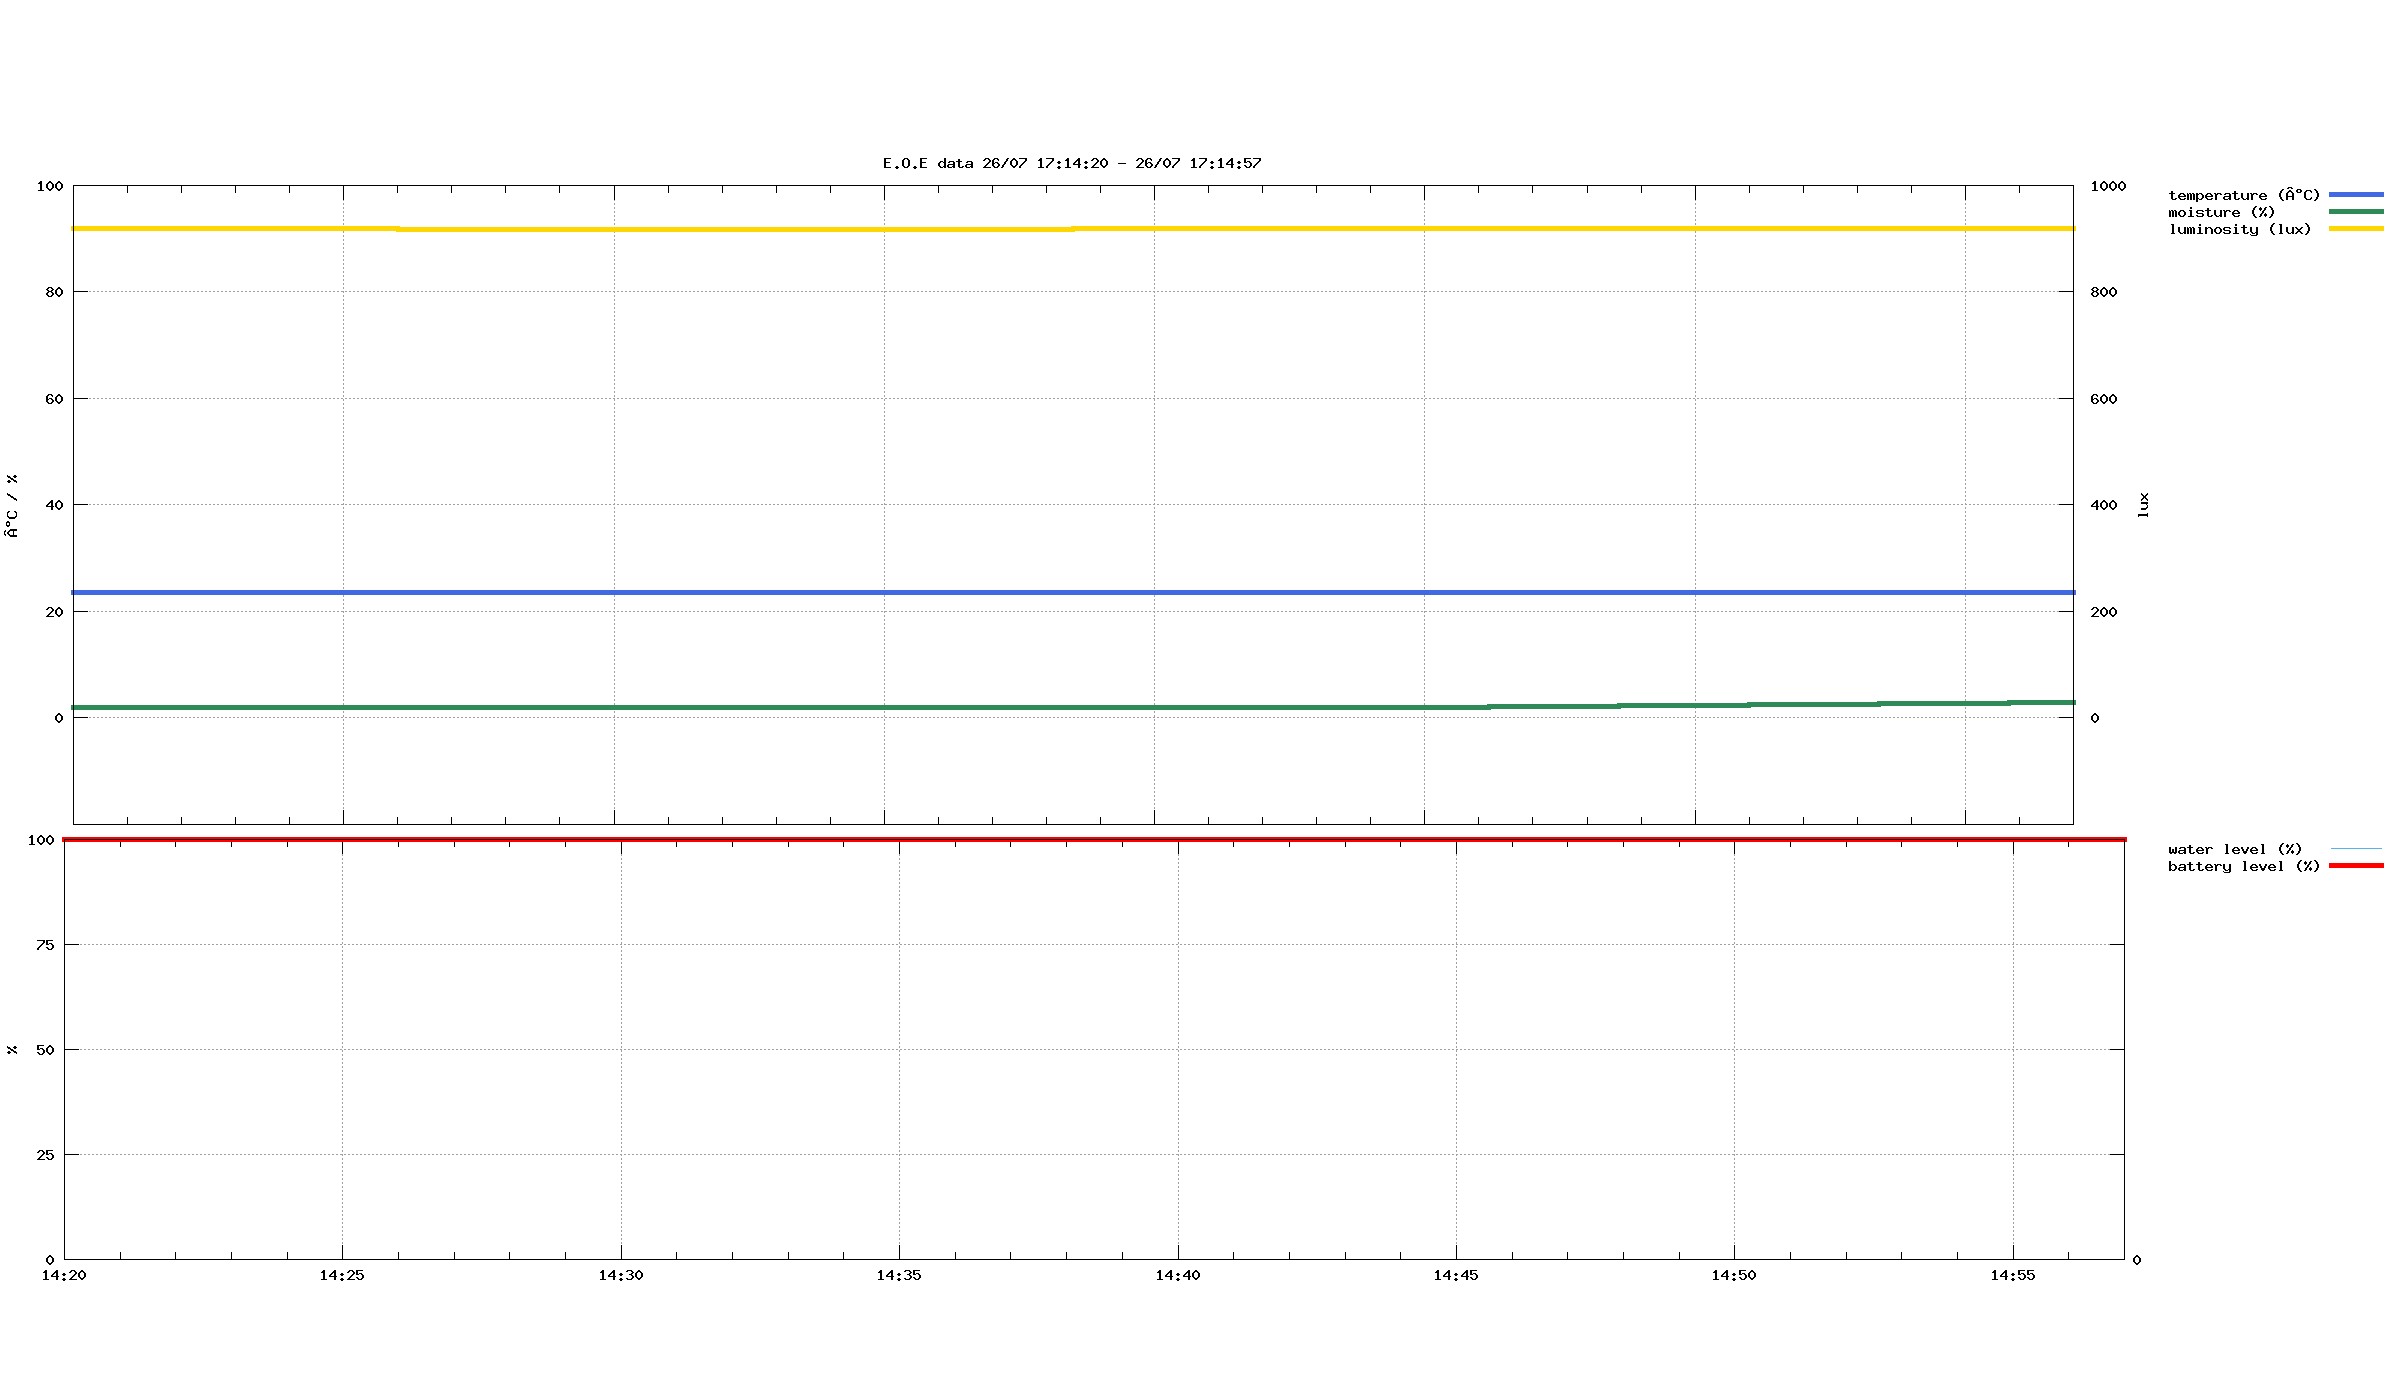 E.O.E data 26/07 17:14:20 - 26/07 17:14:57
100
80
60
40
20
0
Â°C / %
1000
800
600
400
200
0
lux
temperature (Â°C)
moisture (%)
luminosity (lux)
100
75
50
25
0
%
0
water level (%)
battery level (%)
14:20 14:25 14:30 14:35 14:40 14:45 14:50 14:55